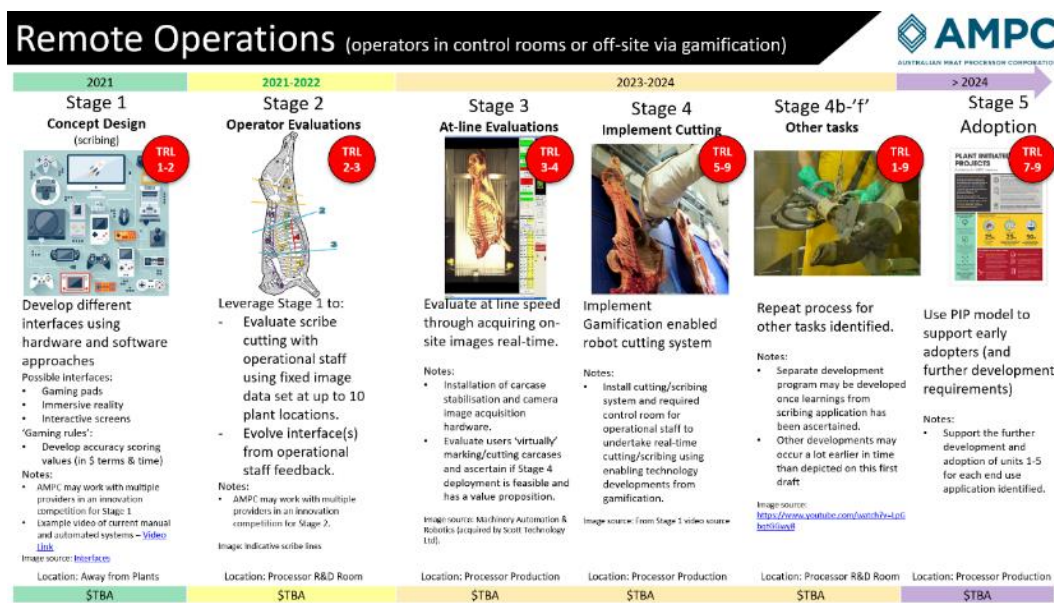 Remote Operations (operators in control rooms or off-site via gamification)
AMPC
AUSTRALIAN MEAT PROCESSOR CORPORATION
2021
2021-2022
2023-2024
> 2024
Stage 1
Concept Design
(scribing)
TRL
1-2
Develop different
interfaces using
hardware and software
approaches
Possible interfaces:
• Gaming pads
• Immersive reality
• Interactive screens
'Gaming rules':
• Develop accuracy scoring
values (in $ terms & time)
Notes:
• AMPC may work with multiple
providers in an innovation
competition for Stage 1
• Example video of current manual
and automated systems – Video
Link
Image source: Interfaces
Location: Away from Plants
$TBA
Stage 2
Operator Evaluations
TRL
2-3
2
3
Leverage Stage 1 to:
- Evaluate scribe
cutting with
operational staff
using fixed image
data set at up to 10
plant locations.
- Evolve interface(s)
from operational
staff feedback.
Notes:
• AMPC may work with multiple
providers in an innovation
competition for Stage 2.
Image: Indicative scribe lines
Location: Processor R&D Room
$TBA
Stage 3
At-line Evaluations
TRL
3-4
Evaluate at line speed
through acquiring on-
site images real-time.
Notes:
• Installation of carcase
stabilisation and camera
image acquisition
hardware.
• Evaluate users 'virtually'
marking/cutting carcases
and ascertain if Stage 4
deployment is feasible and
has a value proposition.
Image source: Machinery Automation &
Robotics (acquired by Scott Technology
Ltd).
Location: Processor Production
$TBA
Stage 4
Implement Cutting
TRL
5-9
Implement
Gamification enabled
robot cutting system
Notes:
• Install cutting/scribing
system and required
control room for
operational staff to
undertake real-time
cutting/scribing using
enabling technology
developments from
gamification.
Image source: From Stage 1 video source
Location: Processor Production
$TBA
Stage 4b-'f'
Other tasks
TRL
1-9
Repeat process for
other tasks identified.
Notes:
• Separate development
program may be developed
once learnings from
scribing application has
been ascertained.
• Other developments may
occur a lot earlier in time
than depicted on this first
draft
Image source:
Location: Processor R&D Room
$TBA
Stage 5
Adoption
TRL
7-9
PLANT INITIATED
PROJECTS
Use PIP model to
support early
adopters (and
further development
requirements)
Notes:
• Support the further
development and
adoption of units 1-5
for each end use
application identified.
Location: Processor Production
$TBA